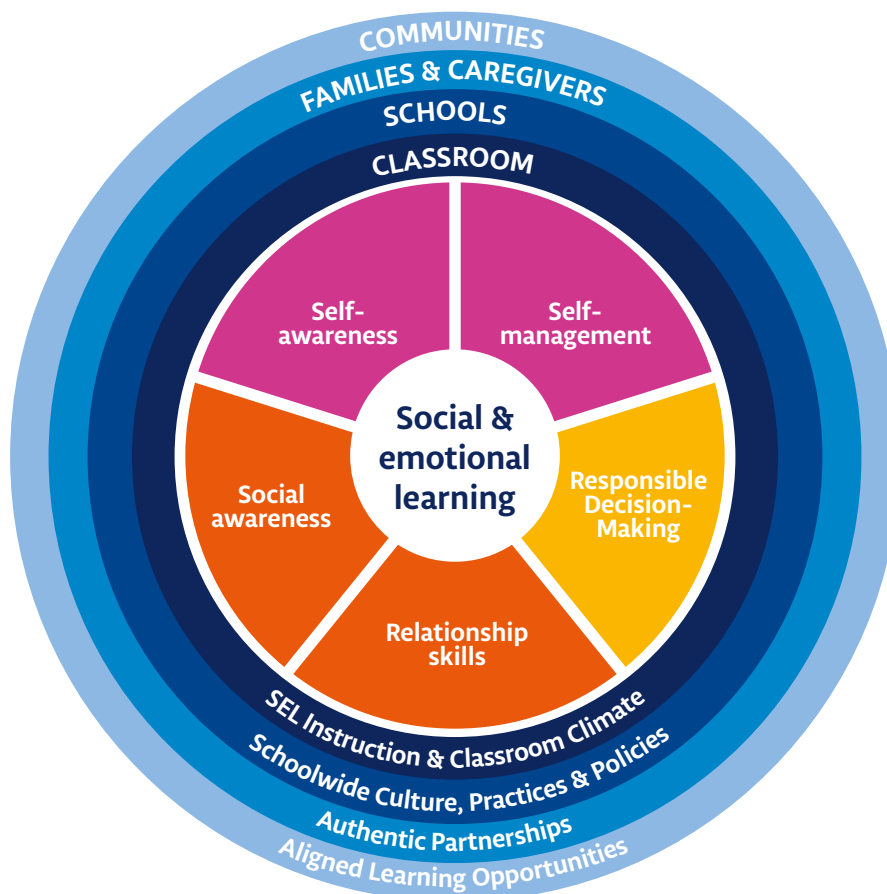 COMMUNITIES
FAMILIES & CAREGIVERS
SCHOOLS
CLASSROOM
Self-
awareness
Self-
management
Social &
emotional
learning
Social
awareness
Responsible
Decision-
Making
Relationship
skills
SEL Instruction & Classroom Climate
Schoolwide Culture, Practices & Policies
Authentic Partnerships
Aligned Learning Opportunities